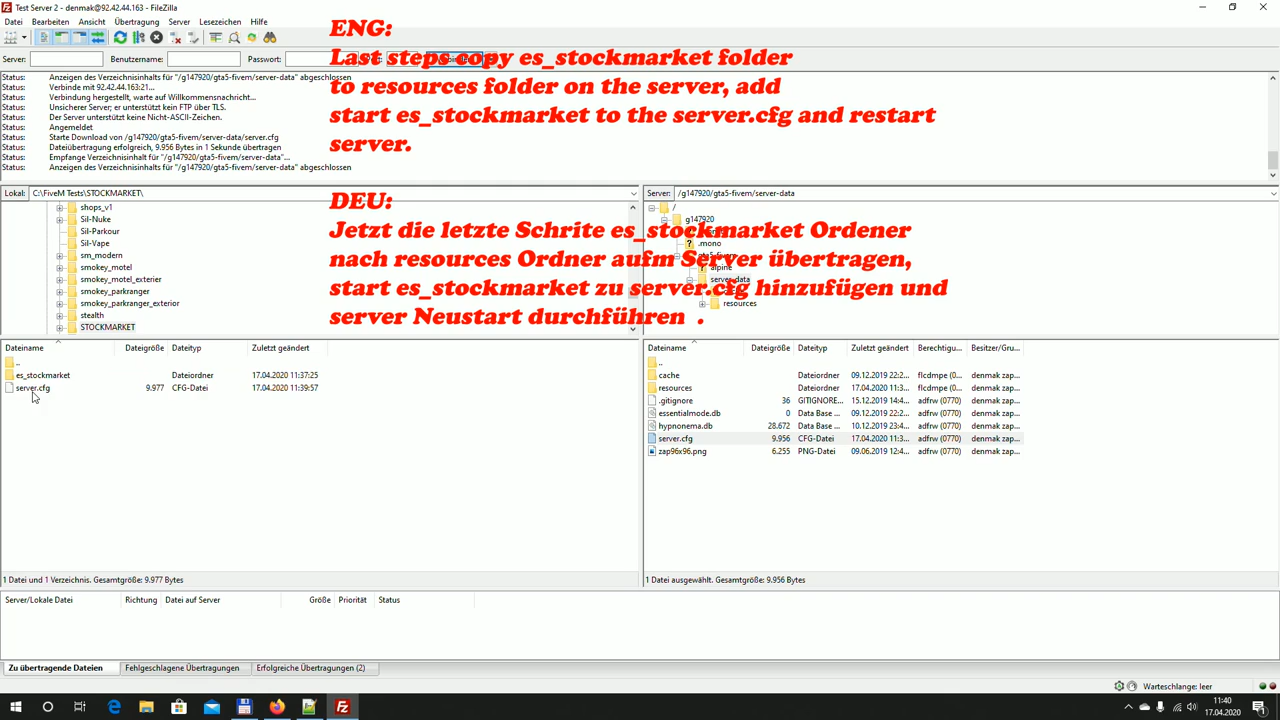 Test Server 2 - denmak@92.42.44.163 - FileZilla
Datei Bearbeiten Ansicht Übertragung Server Lesezeichen Hilfe
ENG:
Last steps copy es_stockmarket folder
to resources folder on the server, add
start es_stockmarket to the server.cfg and restart
server.
Server: Benutzername: Passwort:
Status: Anzeigen des Verzeichnisinhalts für "/g147920/gta5-fivem/server-data" abgeschlossen
Status: Verbinde mit 92.42.44.163:21...
Status: Verbindung hergestellt, warte auf Willkommensnachricht...
Status: Unsicherer Server; er unterstützt kein FTP über TLS.
Status: Der Server unterstützt keine Nicht-ASCII-Zeichen.
Status: Angemeldet
Status: Starte Download von /g147920/gta5-fivem/server-data/server.cfg
Status: Dateiübertragung erfolgreich, 9.956 Bytes in 1 Sekunde übertragen
Status: Empfange Verzeichnisinhalt für "/g147920/gta5-fivem/server-data"...
Status: Anzeigen des Verzeichnisinhalts für "/g147920/gta5-fivem/server-data" abgeschlossen
DEU:
Jetzt die letzte Schrite es_stockmarket Ordener
nach resources Ordner aufm Server übertragen,
start es_stockmarket zu server.cfg hinzufügen und
server Neustart durchführen .
Lokal: C:\FiveM Tests\STOCKMARKET\
shops_v1
Sil-Nuke
Sil-Parkour
Sil-Vape
sm_modern
smokey_motel
smokey_motel_exterior
smokey_parkranger
smokey_parkranger_exterior
stealth
STOCKMARKET
Server: /g147920/gta5-fivem/server-data
/
g147920
.mono
alpine
server-data
resources
Dateiname Dateigröße Dateityp Zuletzt geändert
..
es_stockmarket Dateiordner 17.04.2020 11:37:25
server.cfg 9.977 CFG-Datei 17.04.2020 11:39:57
1 Datei und 1 Verzeichnis. Gesamtgröße: 9.977 Bytes
Dateiname Dateigröße Dateityp Zuletzt geändert Berechtigu... Besitzer/Gru...
..
cache Dateiordner 09.12.2019 22:2... flcdmpe (0... denmak zap...
resources Dateiordner 17.04.2020 11:3... flcdmpe (0... denmak zap...
.gitignore 36 GITIGNORE... 15.12.2019 14:4... adfrw (0770) denmak zap...
essentialmode.db 0 Data Base ... 09.12.2019 22:2... adfrw (0770) denmak zap...
hypnonema.db 28.672 Data Base ... 10.12.2019 23:4... adfrw (0770) denmak zap...
server.cfg 9.956 CFG-Datei 17.04.2020 11:3... adfrw (0770) denmak zap...
zap96x96.png 6.255 PNG-Datei 09.06.2019 12:4... adfrw (0770) denmak zap...
1 Datei ausgewählt. Gesamtgröße: 9.956 Bytes
Server/Lokale Datei Richtung Datei auf Server Größe Priorität Status
Zu übertragende Dateien Fehlgeschlagene Übertragungen Erfolgreiche Übertragungen (2)
Warteschlange: leer
11:40
17.04.2020